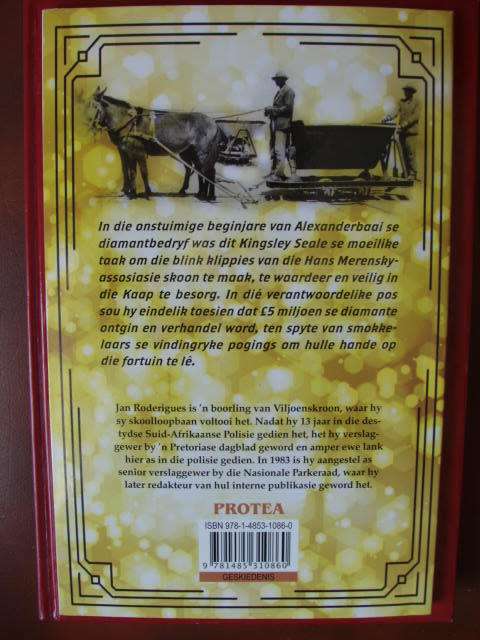 In die onstuimige beginjare van Alexanderbaai se
diamantbedryf was dit Kingsley Seale se moeilike
taak om die blink klippies van die Hans Merensky-
assosiasie skoon te maak, te waardeer en veilig in
die Kaap te besorg. In dié verantwoordelike pos
sou hy eindelik toesien dat £5 miljoen se diamante
ontgin en verhandel word, ten spyte van smokke-
laars se vindingryke pogings om hulle hande op
die fortuin te lê.
Jan Roderigues is 'n boorling van Viljoenskroon, waar hy
sy skoolloopbaan voltooi het. Nadat hy 13 jaar in die des-
tydse Suid-Afrikaanse Polisie gedien het, het hy verslag-
gewer by 'n Pretoriase dagblad geword en amper ewe lank
hier as in die polisie gedien. In 1983 is hy aangestel as
senior verslaggewer by die Nasionale Parkeraad, waar hy
later redakteur van hul interne publikasie geword het.
PROTEA
ISBN 978-1-4853-1086-0
9 781485 310860
GESKIEDENIS